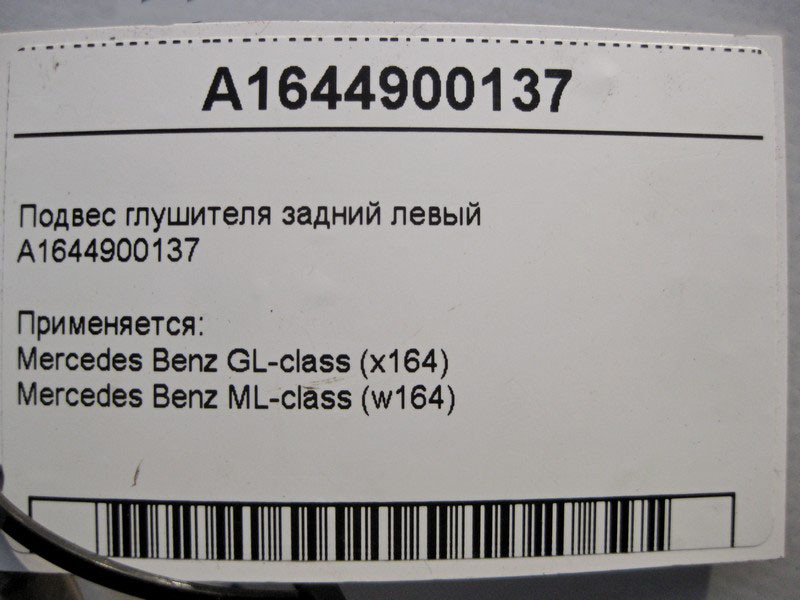 A1644900137
Подвес глушителя задний левый
A1644900137
Применяется:
Mercedes Benz GL-class (x164)
Mercedes Benz ML-class (w164)